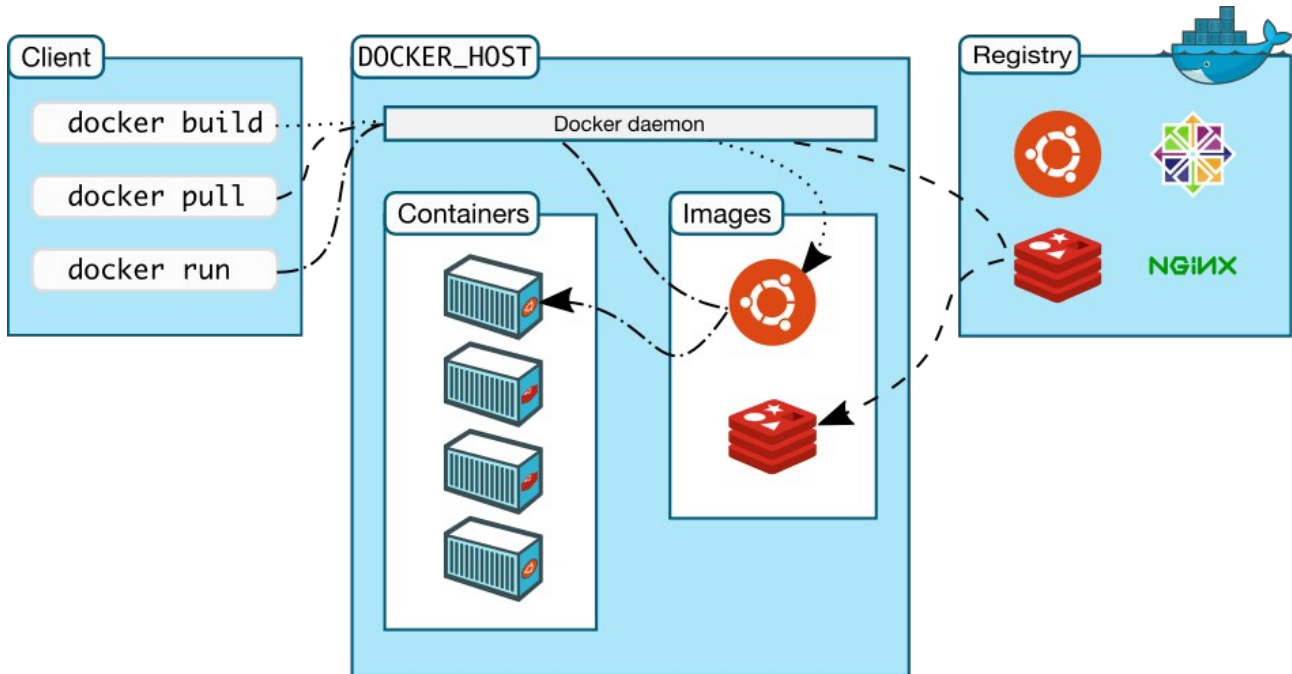 Client
docker build
docker pull
docker run
DOCKER_HOST
Docker daemon
Containers
Images
Registry
NGINX